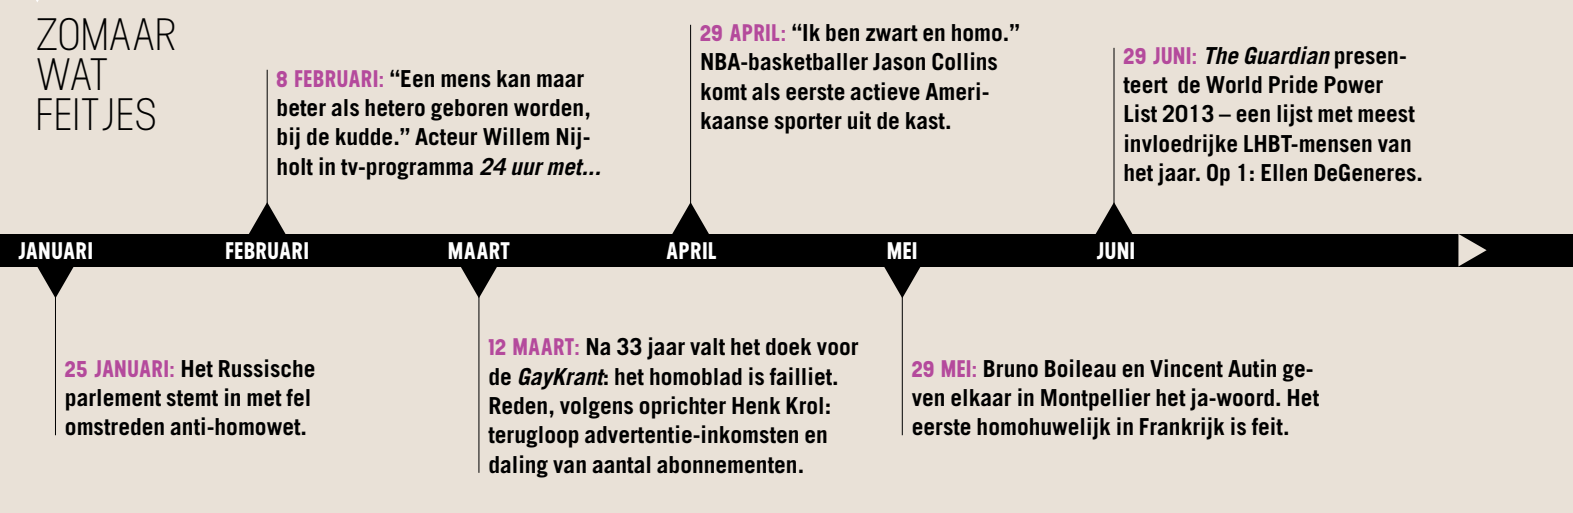 ZOMAAR
WAT
FEITJES
8 FEBRUARI: “Een mens kan maar
beter als hetero geboren worden,
bij de kudde.” Acteur Willem Nij-
holt in tv-programma 24 uur met...
29 APRIL: “Ik ben zwart en homo.”
NBA-basketballer Jason Collins
komt als eerste actieve Ameri-
kaanse sporter uit de kast.
29 JUNI: The Guardian presen-
teert de World Pride Power
List 2013 – een lijst met meest
invloedrijke LHBT-mensen van
het jaar. Op 1: Ellen DeGeneres.
JANUARI FEBRUARI MAART APRIL MEI JUNI
25 JANUARI: Het Russische
parlement stemt in met fel
omstreden anti-homowet.
12 MAART: Na 33 jaar valt het doek voor
de GayKrant: het homoblad is failliet.
Reden, volgens oprichter Henk Krol:
terugloop advertentie-inkomsten en
daling van aantal abonnementen.
29 MEI: Bruno Boileau en Vincent Autin ge-
ven elkaar in Montpellier het ja-woord. Het
eerste homohuwelijk in Frankrijk is feit.